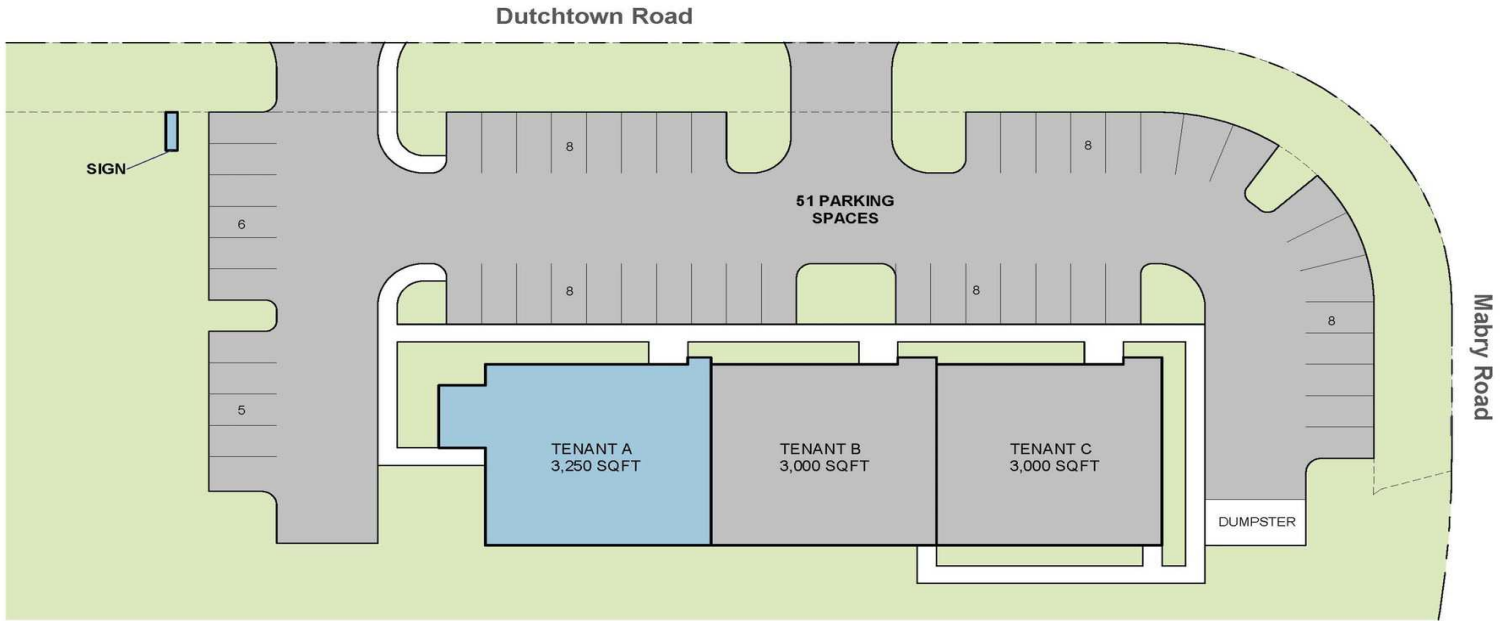 Dutchtown Road
SIGN
8
8
6
51 PARKING
SPACES
8
8
8
Mabry Road
5
TENANT A
3,250 SQFT
TENANT B
3,000 SQFT
TENANT C
3,000 SQFT
DUMPSTER